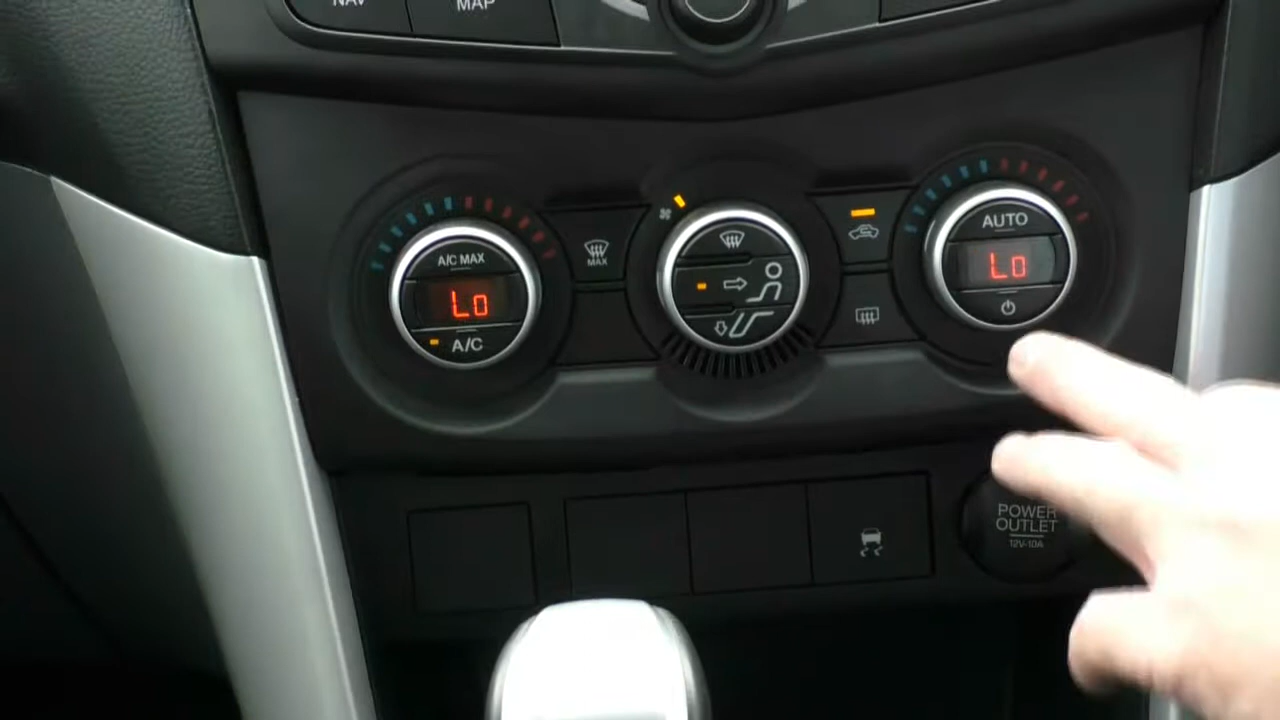 NAV
MAP
A/C MAX
Lo
A/C
MAX
AUTO
Lo
POWER
OUTLET
12V-10A